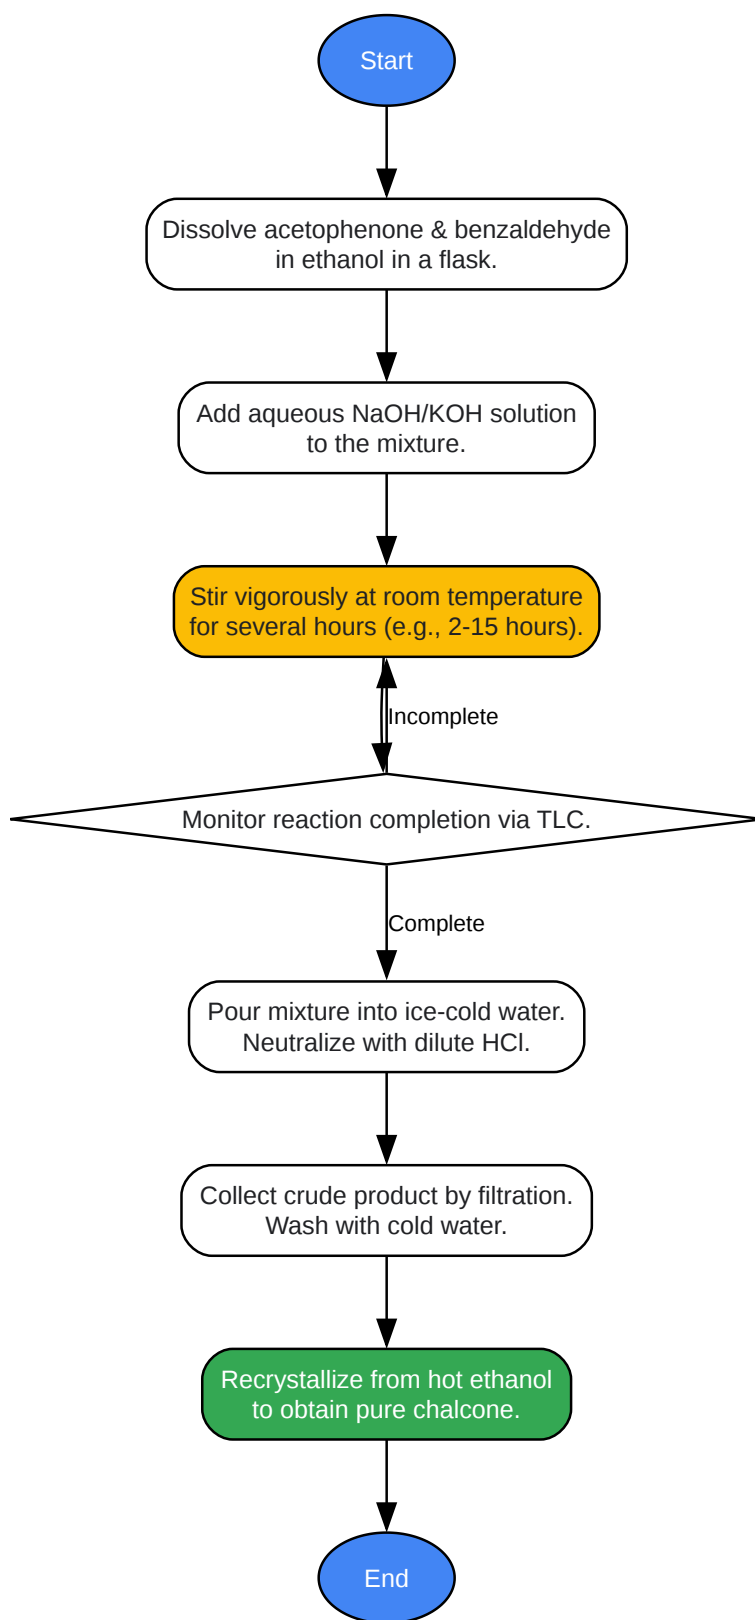 Start
Dissolve acetophenone & benzaldehyde
in ethanol in a flask.
Add aqueous NaOH/KOH solution
to the mixture.
Stir vigorously at room temperature
for several hours (e.g., 2-15 hours).
Incomplete
Monitor reaction completion via TLC.
Complete
Pour mixture into ice-cold water.
Neutralize with dilute HCl.
Collect crude product by filtration.
Wash with cold water.
Recrystallize from hot ethanol
to obtain pure chalcone.
End